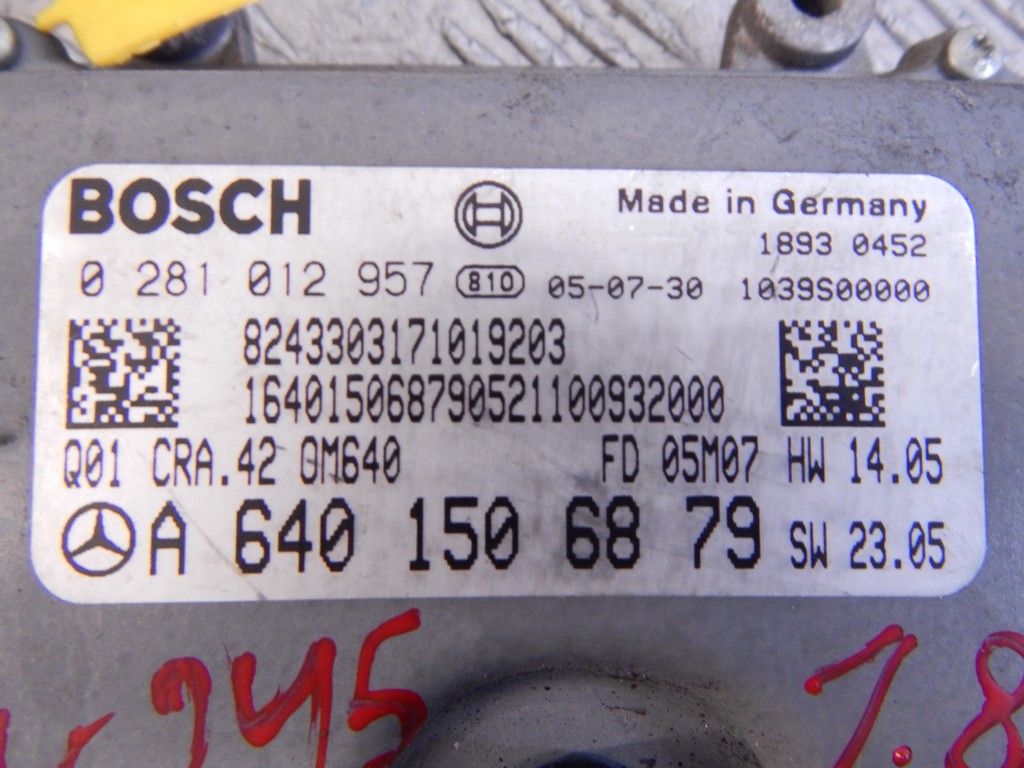 BOSCH Made in Germany
1893 0452
0 281 012 957 810 05-07-30 1039S00000
8243303171019203
164015068790521100932000
Q01 CRA.42 OM640 FD 05M07 HW 14.05
A 640 150 68 79 SW 23.05
245 1.8